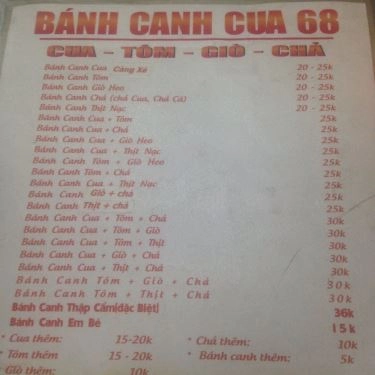 BÁNH CANH CUA 68
CUA - TÔM - GIÒ - CHẢ
Bánh Canh Cua Càng Xé 20 - 25k
Bánh Canh Tôm 20 - 25k
Bánh Canh Giò Heo 20 - 25k
Bánh Canh Chả (chả Cua, Chả Cá) 20 - 25k
Bánh Canh Thịt Nạc 20 - 25k
Bánh Canh Cua + Tôm 25k
Bánh Canh Cua + Chả 25k
Bánh Canh Cua + Giò Heo 25k
Bánh Canh Cua + Thịt Nạc 25k
Bánh Canh Tôm + Giò Heo 25k
Bánh Canh Tôm + Chả 25k
Bánh Canh Cua + Thịt Nạc 25k
Bánh Canh Giò + chả 25k
Bánh Canh Thịt + chả 25k
Bánh Canh Cua + Tôm + Chả 30k
Bánh Canh Cua + Tôm + Giò 30k
Bánh Canh Cua + Tôm + Thịt 30k
Bánh Canh Cua + Giò + Chả 30k
Bánh Canh Cua + Thịt + Chả 30k
Bánh Canh Tôm + Giò + Chả 30k
Bánh Canh Tôm + Thịt + Chả 30k
Bánh Canh Thập Cẩm(đặc Biệt) 36k
Bánh Canh Em Bé 15k
* Cua thêm: 15-20k * Chả thêm: 10k
* Tôm thêm: 15 - 20k * Bánh canh thêm: 5k
Giò thêm: 10k